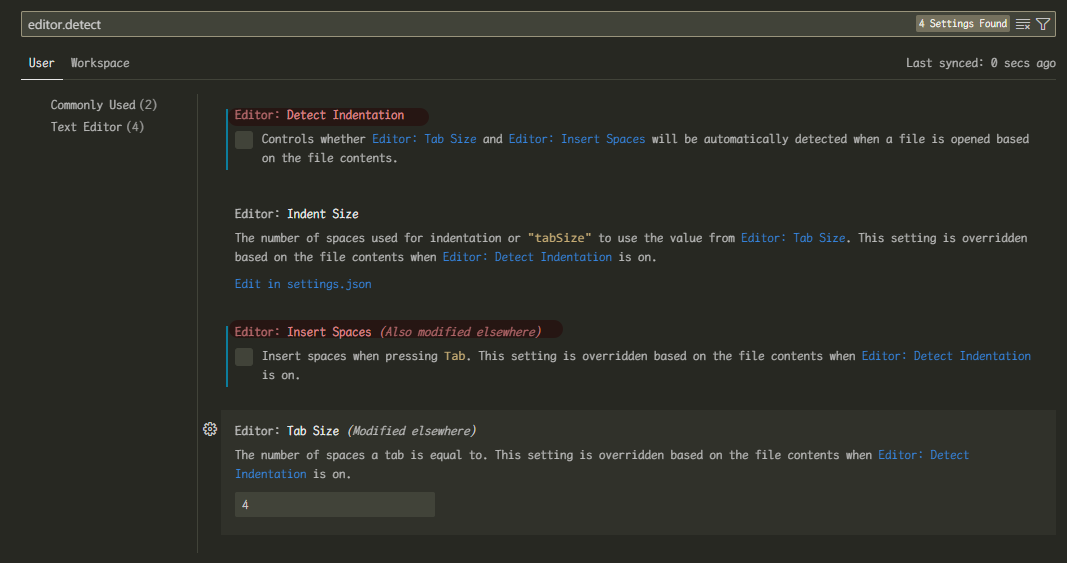 editor.detect
4 Settings Found
User Workspace
Last synced: 0 secs ago
Commonly Used (2)
Text Editor (4)
Editor: Detect Indentation
Controls whether Editor: Tab Size and Editor: Insert Spaces will be automatically detected when a file is opened based
on the file contents.
Editor: Indent Size
The number of spaces used for indentation or "tabSize" to use the value from Editor: Tab Size. This setting is overridden
based on the file contents when Editor: Detect Indentation is on.
Edit in settings.json
Editor: Insert Spaces (Also modified elsewhere)
Insert spaces when pressing Tab. This setting is overridden based on the file contents when Editor: Detect Indentation
is on.
Editor: Tab Size (Modified elsewhere)
The number of spaces a tab is equal to. This setting is overridden based on the file contents when Editor: Detect
Indentation is on.
4